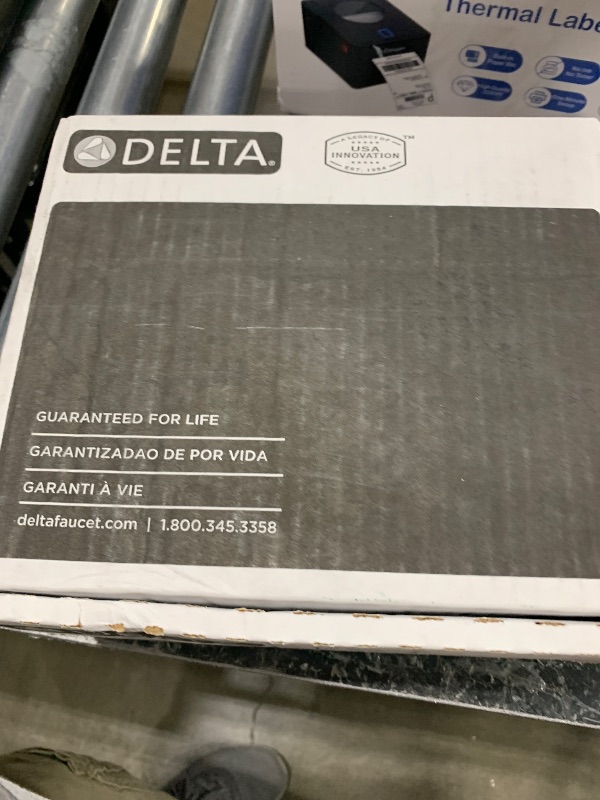 Thermal Labe
DELTA®
A LEGACY OF
USA
INNOVATION
EST. 1954
TM
GUARANTEED FOR LIFE
GARANTIZADAO DE POR VIDA
GARANTI À VIE
deltafaucet.com | 1.800.345.3358